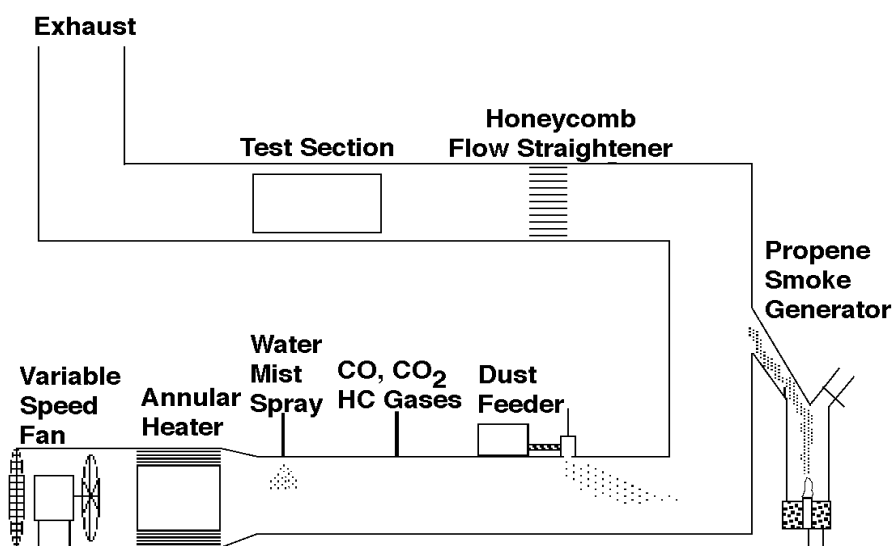 Exhaust
Test Section
Honeycomb
Flow Straightener
Propene
Smoke
Generator
Variable
Speed
Fan
Annular
Heater
Water
Mist
Spray
CO, CO₂
HC Gases
Dust
Feeder